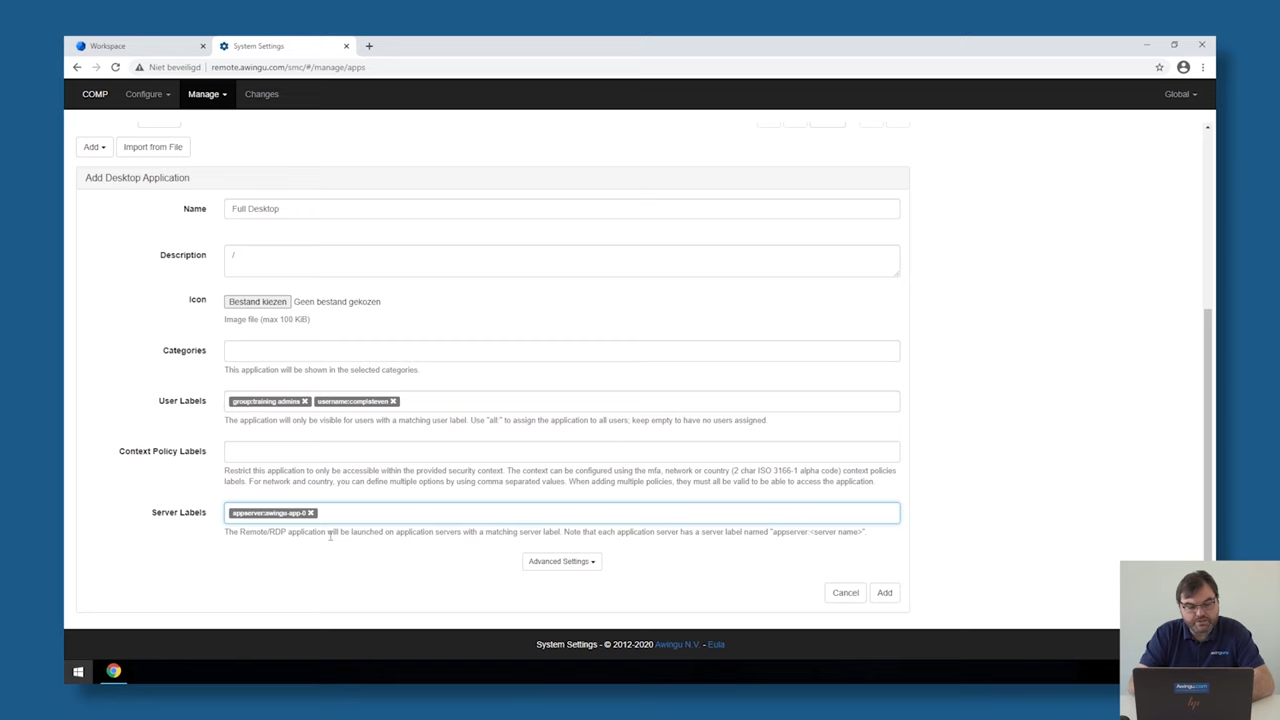 Workspace
System Settings
Niet beveiligd
remote.awingu.com/smc/#/manage/apps
COMP Configure Manage Changes Global
Add Import from File
Add Desktop Application
Name Full Desktop
Description /
Icon Bestand kiezen Geen bestand gekozen
Image file (max 100 KiB)
Categories
This application will be shown in the selected categories.
User Labels group:training admins username:comp\steven
The application will only be visible for users with a matching user label. Use "all:" to assign the application to all users; keep empty to have no users assigned.
Context Policy Labels
Restrict this application to only be accessible within the provided security context. The context can be configured using the mfa, network or country (2 char ISO 3166-1 alpha code) context policies
labels. For network and country, you can define multiple options by using comma separated values. When adding multiple policies, they must all be valid to be able to access the application.
Server Labels appserver:awingu-app-0
The Remote/RDP application will be launched on application servers with a matching server label. Note that each application server has a server label named "appserver:<server name>".
Advanced Settings
Cancel Add
System Settings - © 2012-2020 Awingu N.V. - Eula
Awingu.com
hp